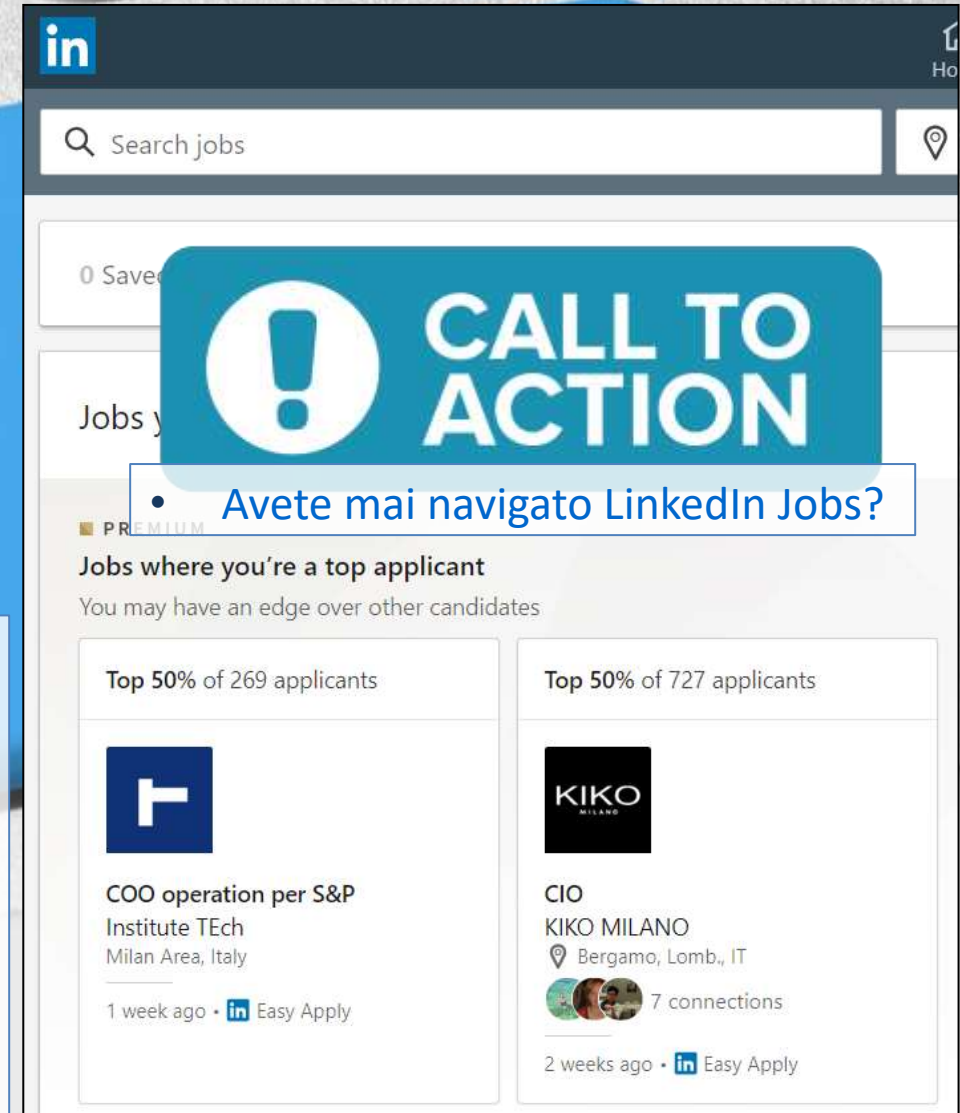 in
Search jobs
0 Saved
CALL TO
ACTION
Jobs y
• Avete mai navigato LinkedIn Jobs?
PREMIUM
Jobs where you're a top applicant
You may have an edge over other candidates
Top 50% of 269 applicants
Top 50% of 727 applicants
KIKO
MILANO
COO operation per S&P
Institute TEch
Milan Area, Italy
1 week ago • in Easy Apply
CIO
KIKO MILANO
Bergamo, Lomb., IT
7 connections
2 weeks ago • in Easy Apply